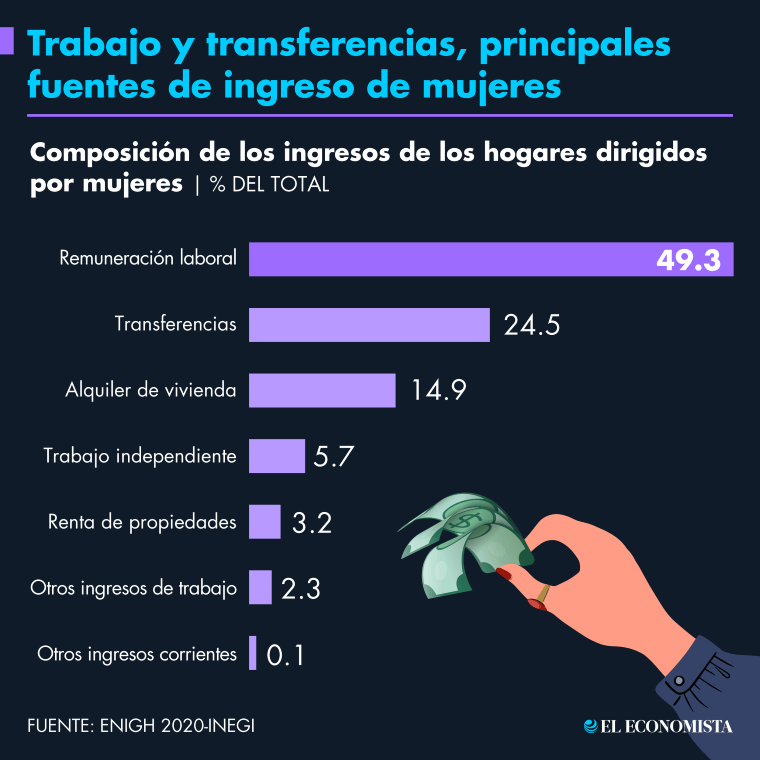 Trabajo y transferencias, principales
fuentes de ingreso de mujeres
Composición de los ingresos de los hogares dirigidos
por mujeres | % DEL TOTAL
Remuneración laboral 49.3
Transferencias 24.5
Alquiler de vivienda 14.9
Trabajo independiente 5.7
Renta de propiedades 3.2
Otros ingresos de trabajo 2.3
Otros ingresos corrientes 0.1
$
FUENTE: ENIGH 2020-INEGI
EL ECONOMISTA